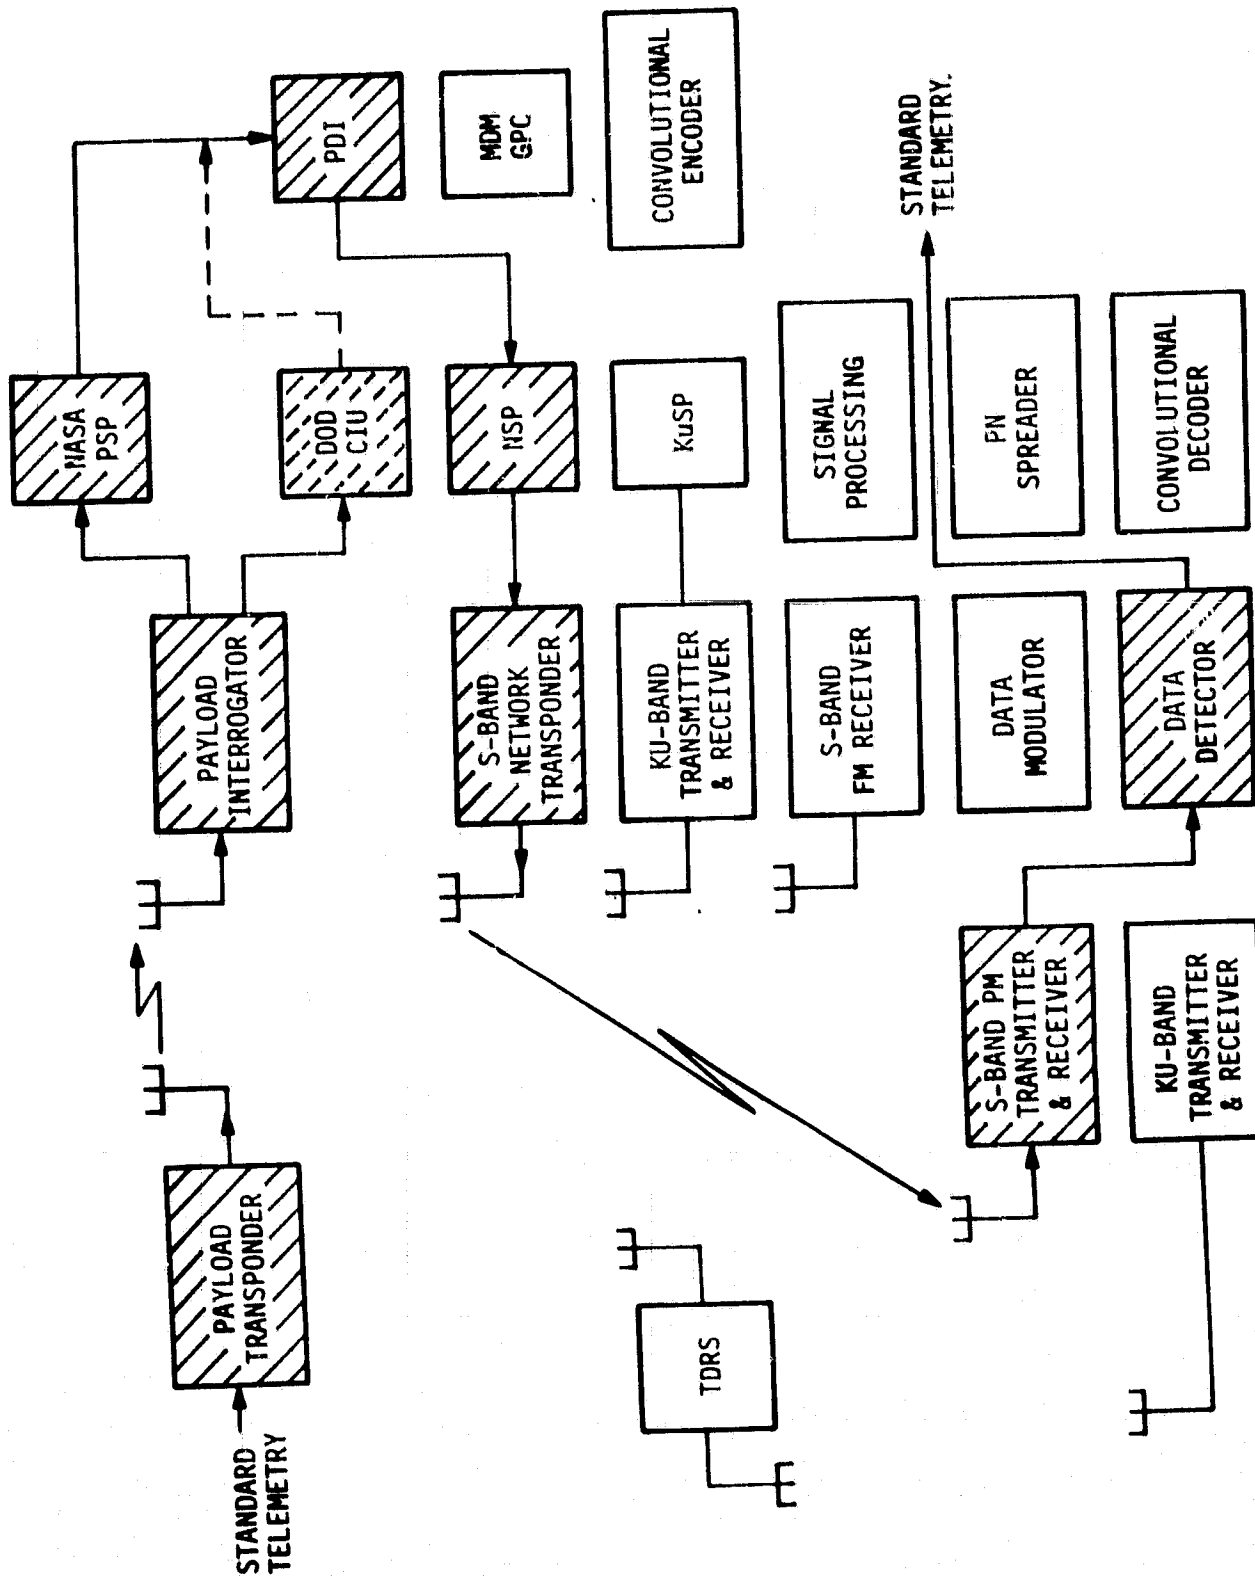 STANDARD
TELEMETRY
PAYLOAD
TRANSPONDER
PAYLOAD
INTERROGATOR
NASA
PSP
DOD
CIU
PDI
MDM
GPC
CONVOLUTIONAL
ENCODER
NSP
S-BAND
NETWORK
TRANSPONDER
KU-BAND
TRANSMITTER
& RECEIVER
KuSP
S-BAND
FM RECEIVER
SIGNAL
PROCESSING
TDRS
S-BAND PM
TRANSMITTER
& RECEIVER
DATA
MODULATOR
PN
SPREADER
STANDARD
TELEMETRY.
KU-BAND
TRANSMITTER
& RECEIVER
DATA
DETECTOR
CONVOLUTIONAL
DECODER